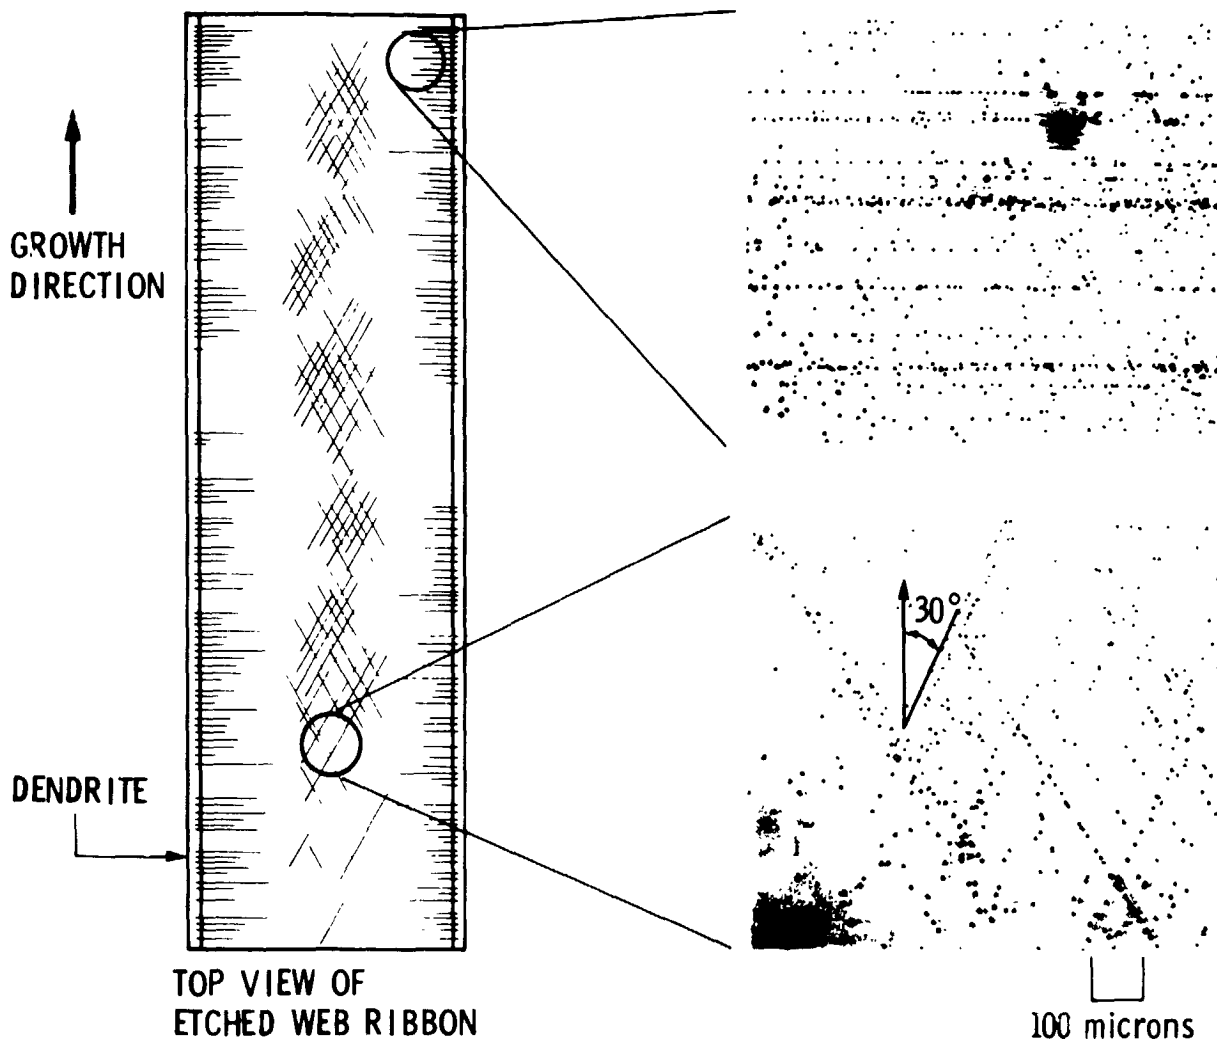 GROWTH
DIRECTION
30°
DENDRITE
TOP VIEW OF
ETCHED WEB RIBBON
100 microns